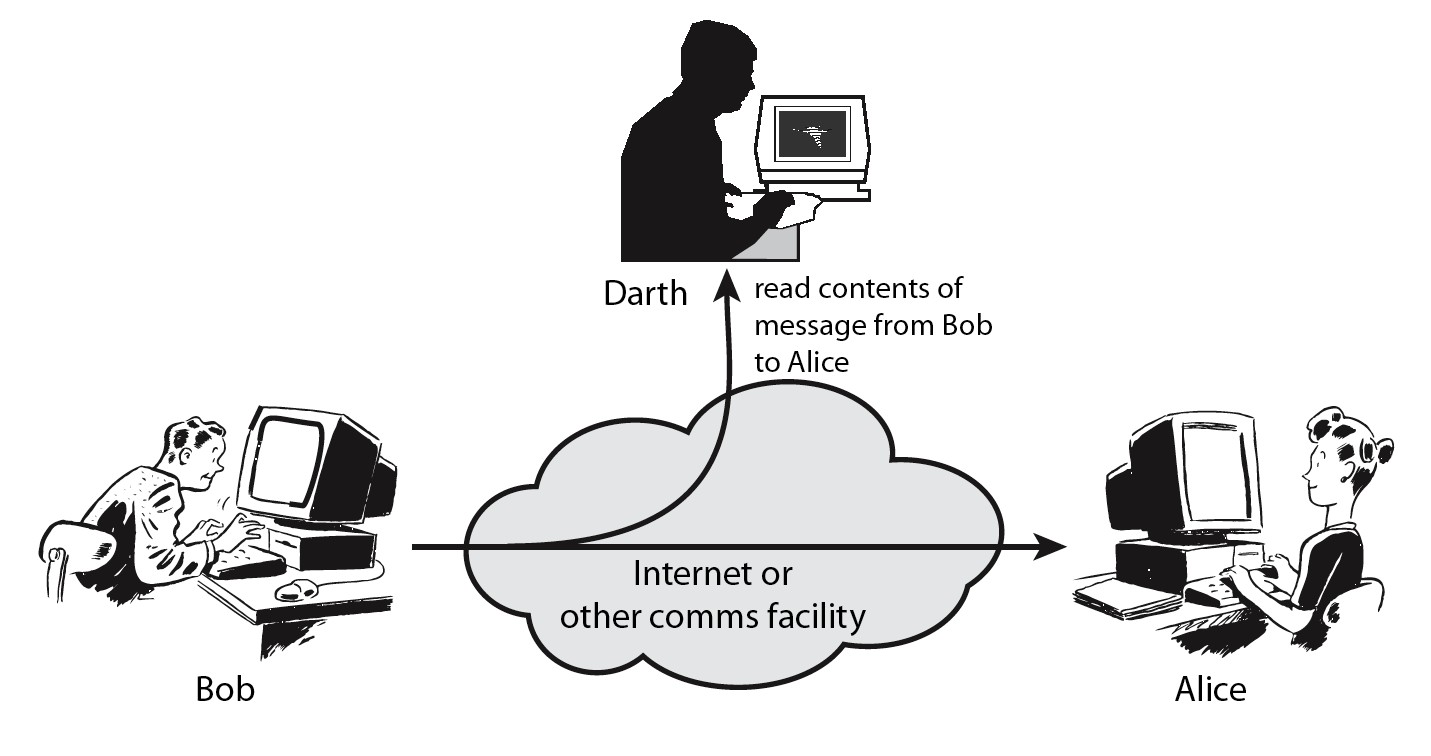 Darth
read contents of
message from Bob
to Alice
Internet or
other comms facility
Bob
Alice